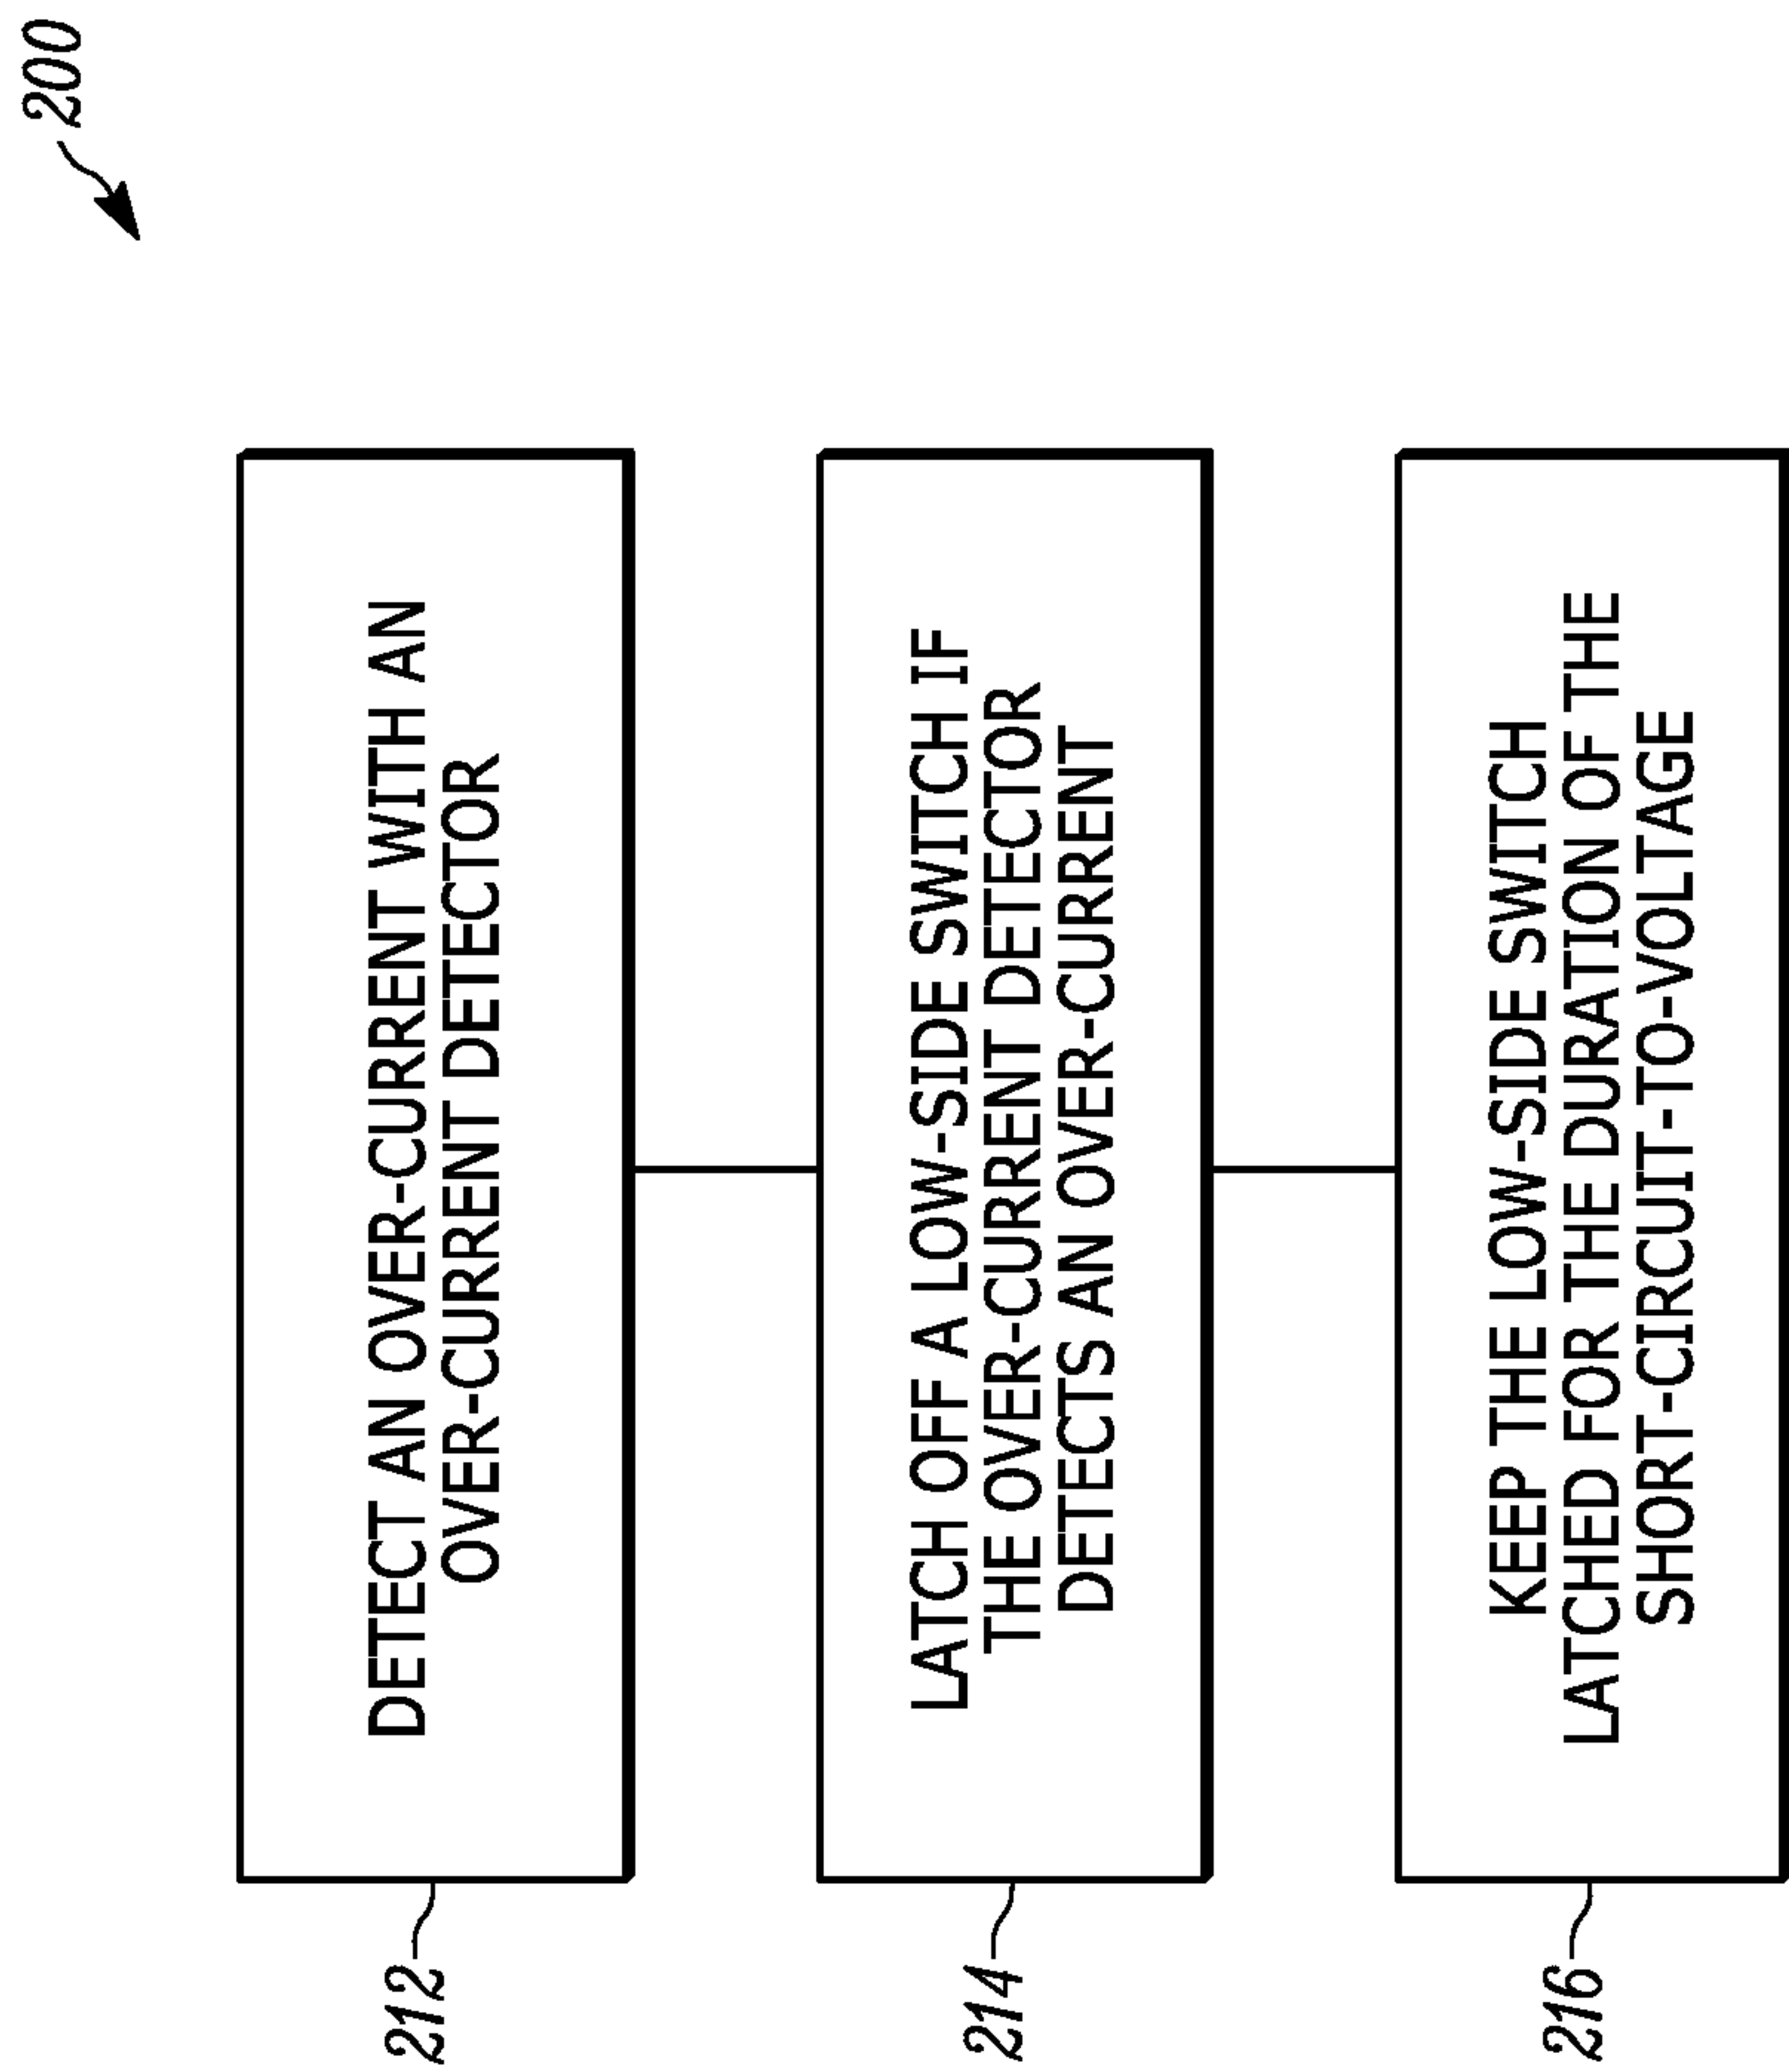 200
212
DETECT AN OVER-CURRENT WITH AN
OVER-CURRENT DETECTOR
214
LATCH OFF A LOW-SIDE SWITCH IF
THE OVER-CURRENT DETECTOR
DETECTS AN OVER-CURRENT
216
KEEP THE LOW-SIDE SWITCH
LATCHED FOR THE DURATION OF THE
SHORT-CIRCUIT-TO-VOLTAGE